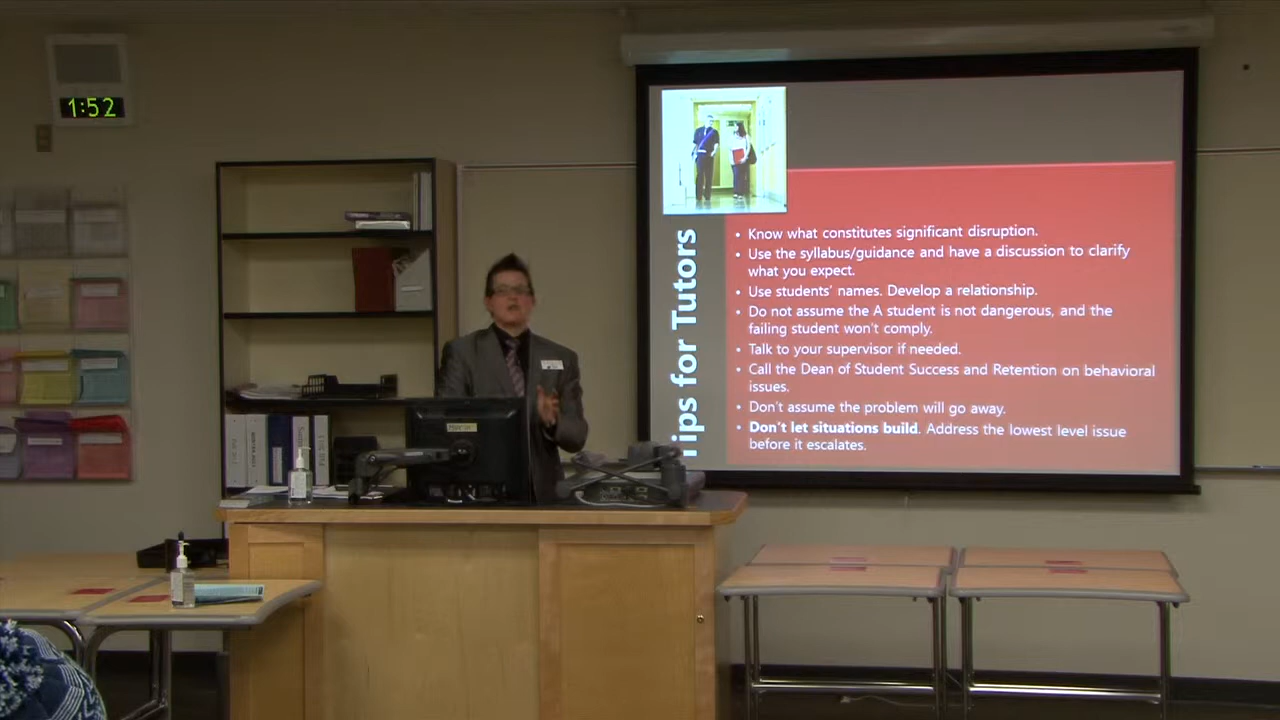 1:52
Tips for Tutors
• Know what constitutes significant disruption.
• Use the syllabus/guidance and have a discussion to clarify
what you expect.
• Use students' names. Develop a relationship.
• Do not assume the A student is not dangerous, and the
failing student won't comply.
• Talk to your supervisor if needed.
• Call the Dean of Student Success and Retention on behavioral
issues.
• Don't assume the problem will go away.
• Don't let situations build. Address the lowest level issue
before it escalates.